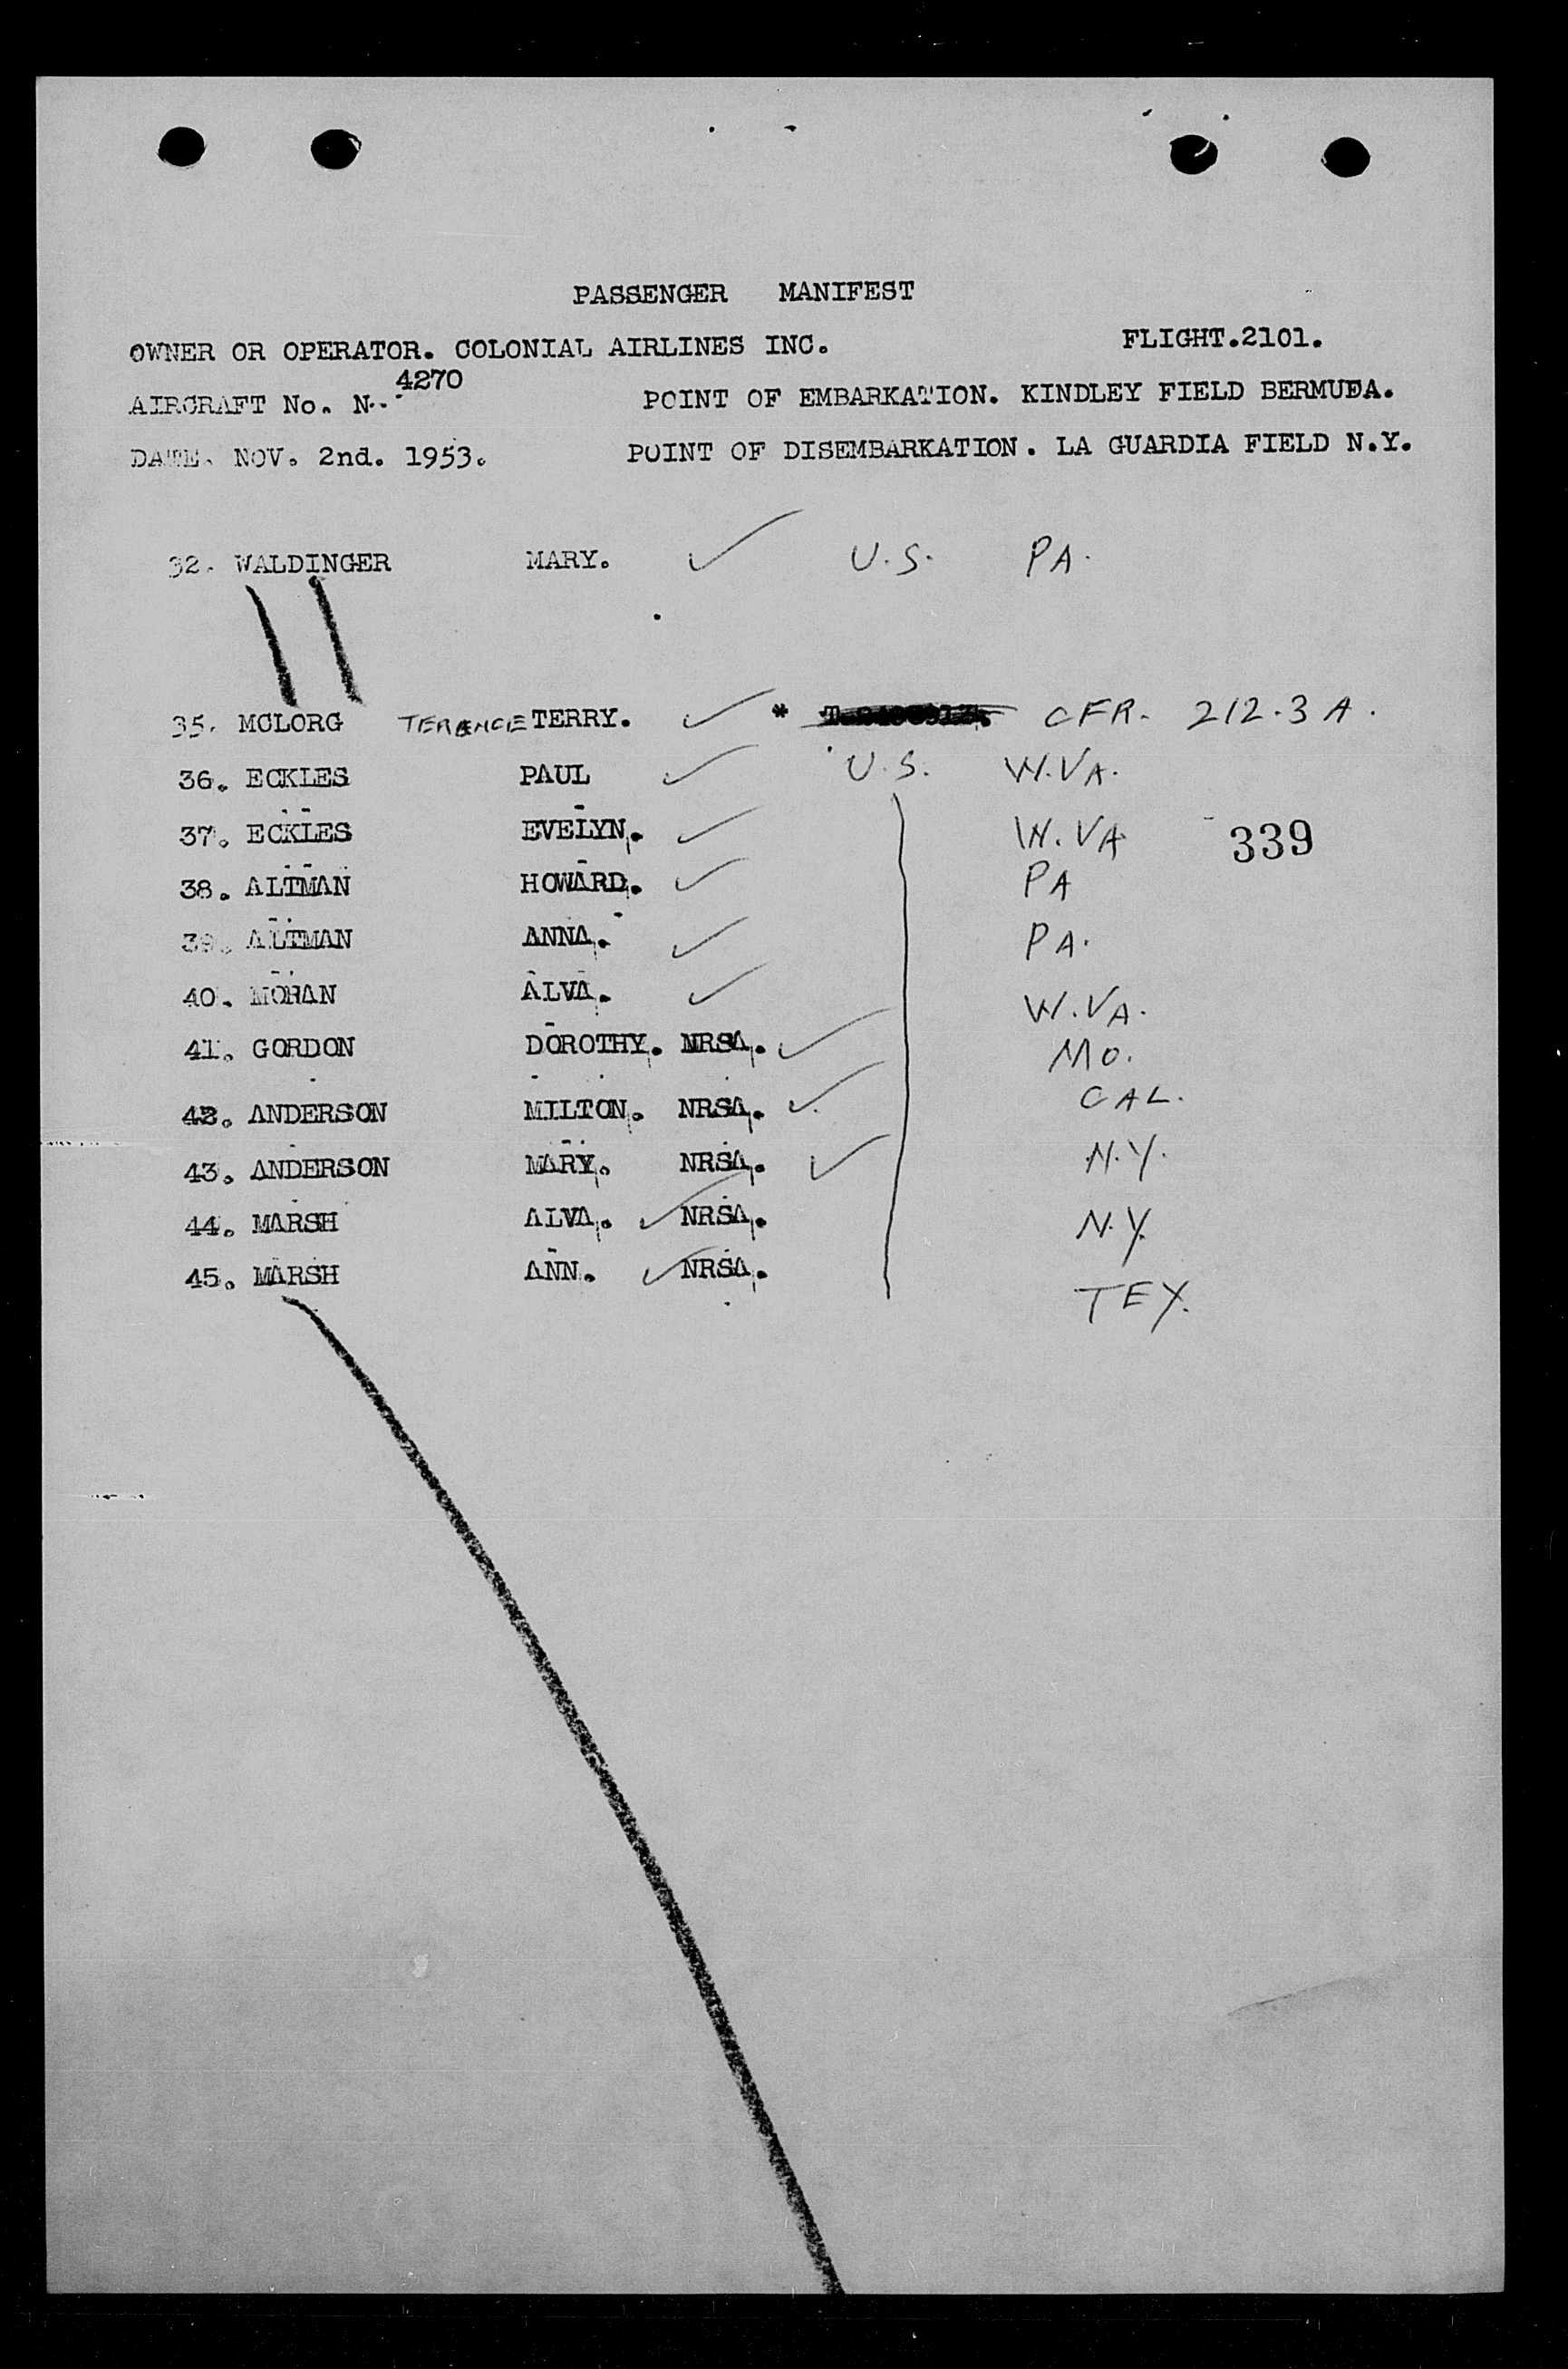 PASSENGER MANIFEST
OWNER OR OPERATOR. COLONIAL AIRLINES INC. FLIGHT.2101.
AIRCRAFT No. N-4270 POINT OF EMBARKATION. KINDLEY FIELD BERMUDA.
DATE. NOV. 2nd. 1953. POINT OF DISEMBARKATION. LA GUARDIA FIELD N.Y.
32. WALDINGER MARY. ✓ U.S. PA.
35. MCLORG TERENCE TERRY. ✓ * CFR. 212.3 A.
36. ECKLES PAUL ✓ U.S. W.VA.
37. ECKLES EVELYN. ✓ W.VA 339
38. ALTMAN HOWARD. ✓ PA
39. ALTMAN ANNA. ✓ PA.
40. MORAN ALVA. ✓ W.VA.
41. GORDON DOROTHY. NRSA. ✓ MO.
42. ANDERSON MILTON. NRSA. ✓ CAL.
43. ANDERSON MARY. NRSA. ✓ N.Y.
44. MARSH ALVA. ✓ NRSA. N.Y.
45. MARSH ANN. ✓ NRSA. TEX.